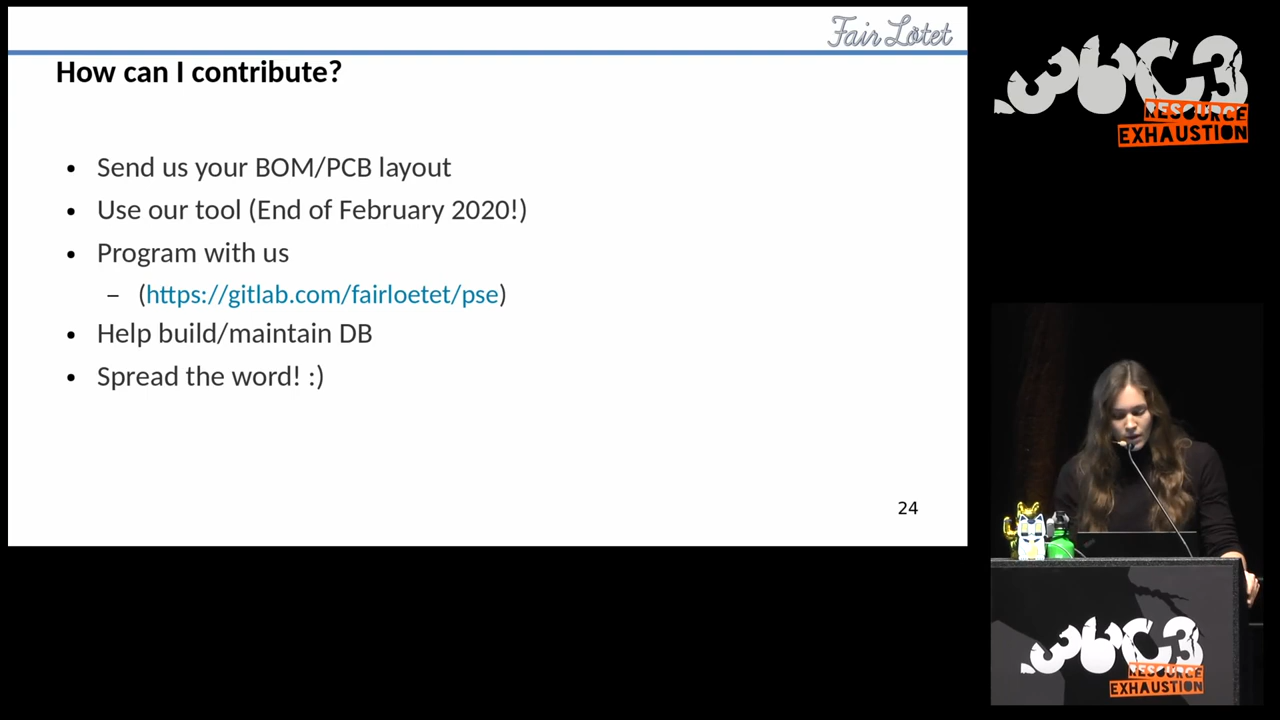 Fair Lötet
How can I contribute?
• Send us your BOM/PCB layout
• Use our tool (End of February 2020!)
• Program with us
– (https://gitlab.com/fairloetet/pse)
• Help build/maintain DB
• Spread the word! :)
24
36C3
RESOURCE
EXHAUSTION
36C3
RESOURCE
EXHAUSTION